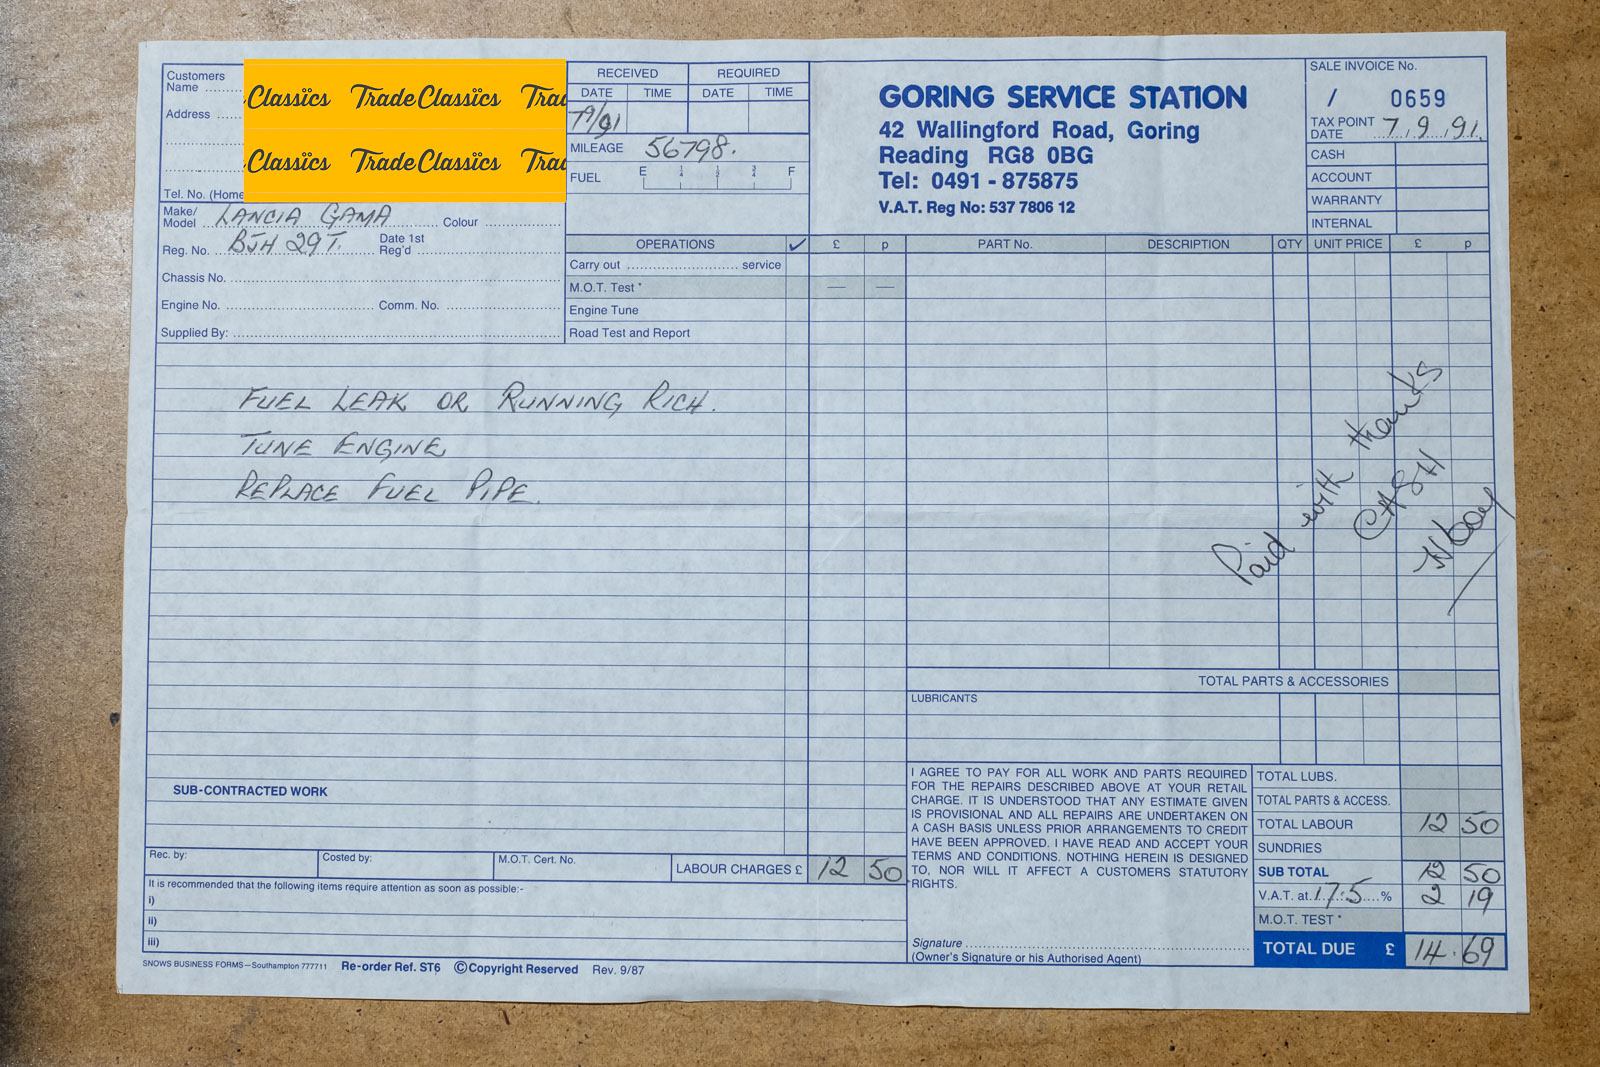 Customers
Name
Classics Trade Classics Trad
Address
Classics Trade Classics Trad
Tel. No. (Home
Make/
Model LANCIA GAMA Colour
Reg. No. BJH 29T. Date 1st
Reg'd
Chassis No.
Engine No. Comm. No.
Supplied By:
RECEIVED REQUIRED
DATE TIME DATE TIME
MILEAGE 56798.
FUEL E 1/4 1/2 3/4 F
GORING SERVICE STATION
42 Wallingford Road, Goring
Reading RG8 0BG
Tel: 0491 - 875875
V.A.T. Reg No: 537 7806 12
SALE INVOICE No.
/ 0659
TAX POINT
DATE 7.9.91.
CASH
ACCOUNT
WARRANTY
INTERNAL
OPERATIONS ✓ £ p
Carry out service
M.O.T. Test *
Engine Tune
Road Test and Report
PART No. DESCRIPTION QTY UNIT PRICE £ p
FUEL LEAK OR RUNNING RICH.
TUNE ENGINE
REPLACE FUEL PIPE.
Paid with thanks
CASH
TOTAL PARTS & ACCESSORIES
LUBRICANTS
SUB-CONTRACTED WORK
Rec. by: Costed by: M.O.T. Cert. No. LABOUR CHARGES £ 12 50
It is recommended that the following items require attention as soon as possible:-
i)
ii)
iii)
I AGREE TO PAY FOR ALL WORK AND PARTS REQUIRED
FOR THE REPAIRS DESCRIBED ABOVE AT YOUR RETAIL
CHARGE. IT IS UNDERSTOOD THAT ANY ESTIMATE GIVEN
IS PROVISIONAL AND ALL REPAIRS ARE UNDERTAKEN ON
A CASH BASIS UNLESS PRIOR ARRANGEMENTS TO CREDIT
HAVE BEEN APPROVED. I HAVE READ AND ACCEPT YOUR
TERMS AND CONDITIONS. NOTHING HEREIN IS DESIGNED
TO, NOR WILL IT AFFECT A CUSTOMERS STATUTORY
RIGHTS.
Signature
(Owner's Signature or his Authorised Agent)
TOTAL LUBS.
TOTAL PARTS & ACCESS.
TOTAL LABOUR 12 50
SUNDRIES
SUB TOTAL 12 50
V.A.T. at 17.5 % 2 19
M.O.T. TEST *
TOTAL DUE £ 14.69
SNOWS BUSINESS FORMS—Southampton 777711 Re-order Ref. ST6 ©Copyright Reserved Rev. 9/87